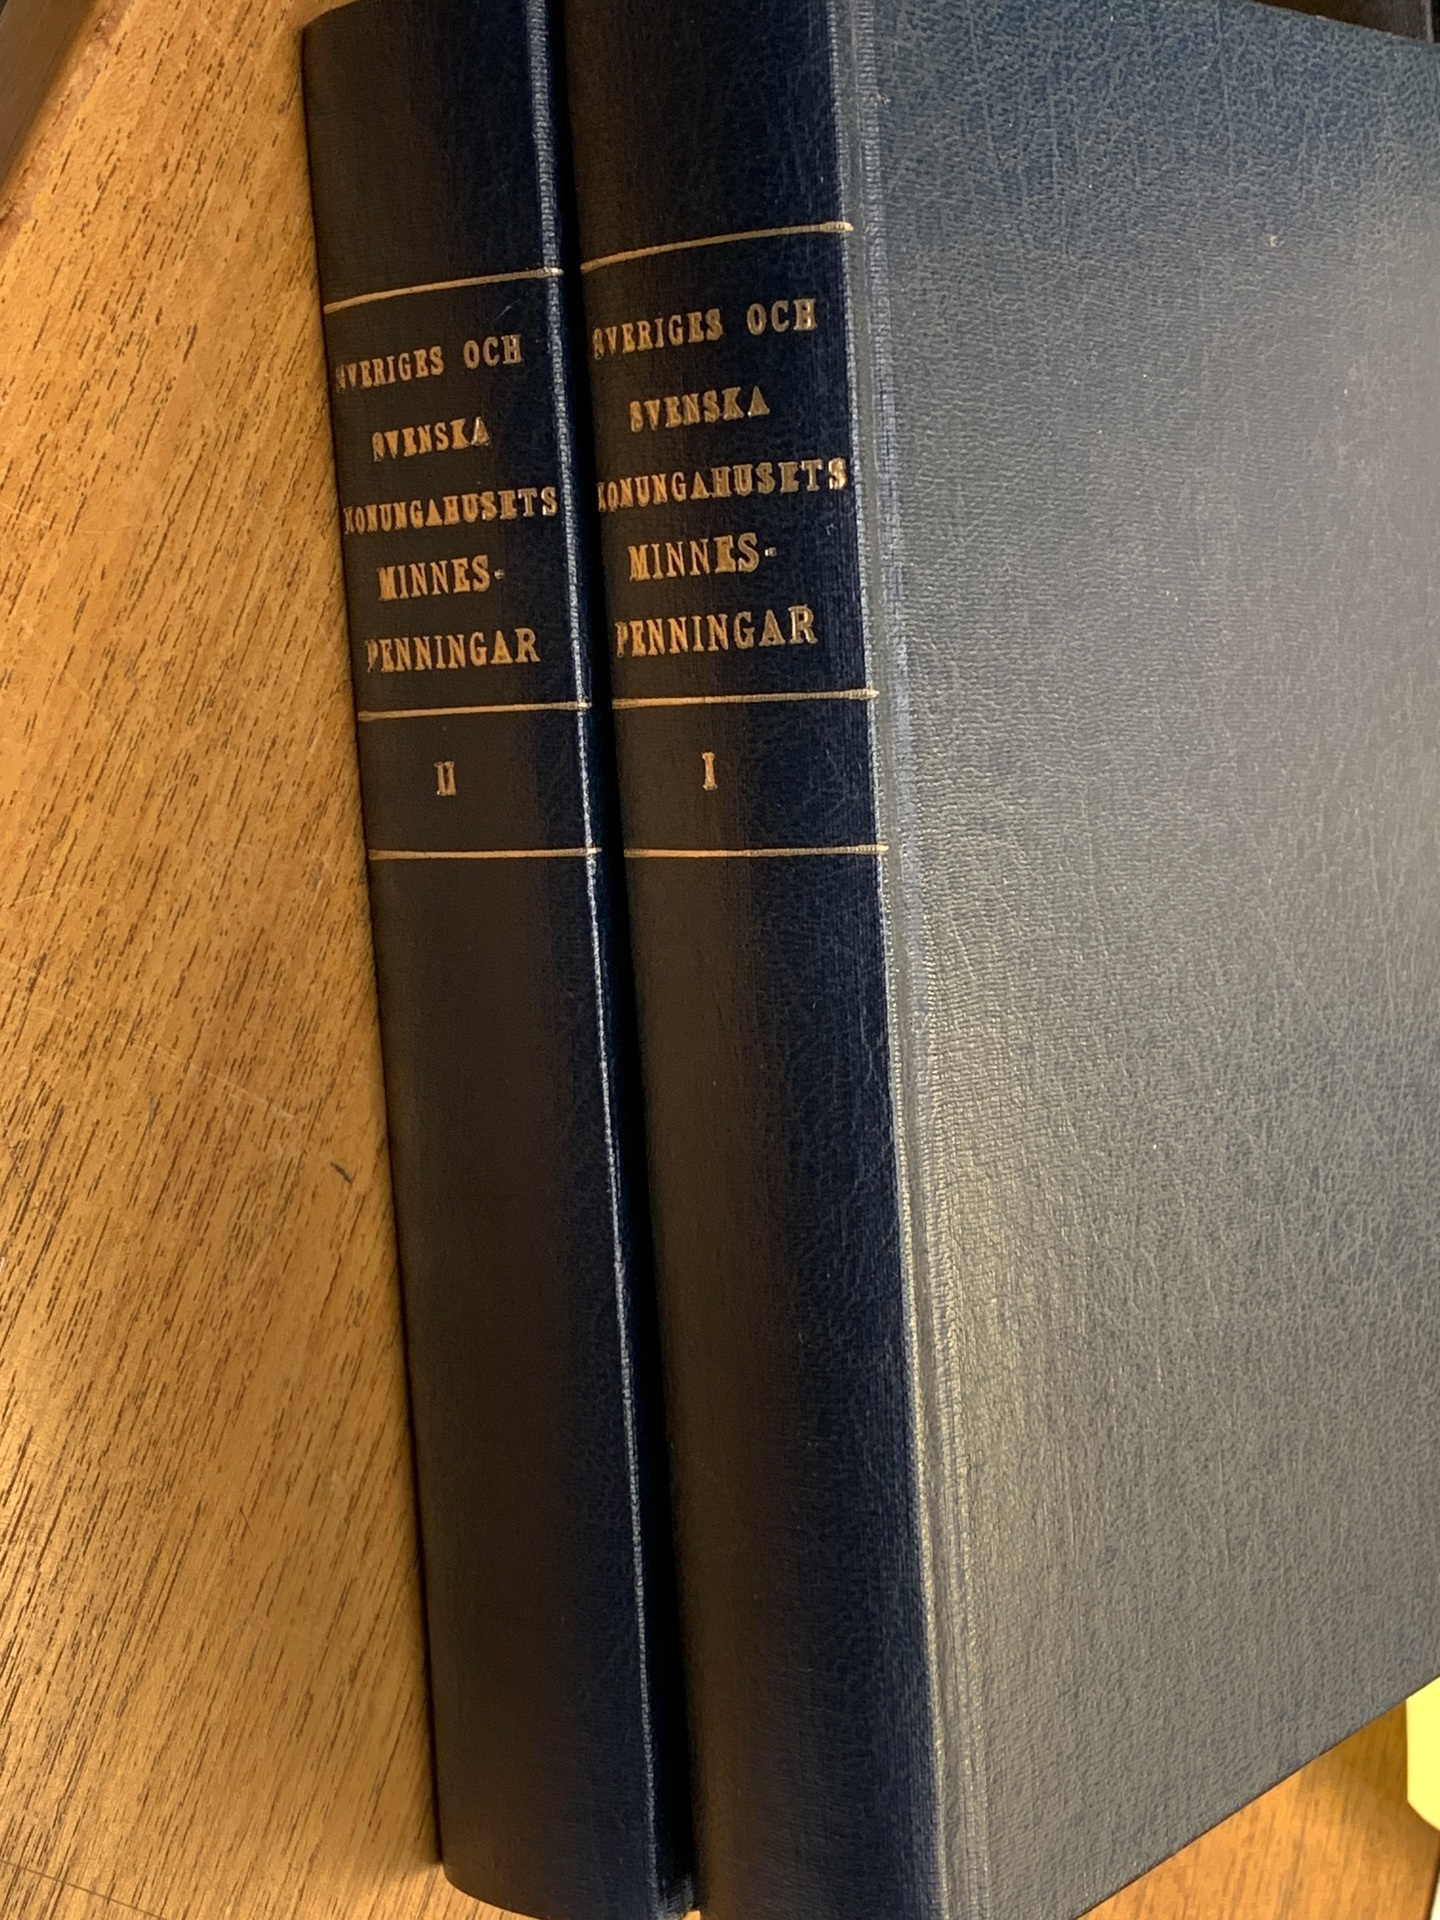 SVERIGES OCH
SVENSKA
KONUNGAHUSETS
MINNES-
PENNINGAR
II
SVERIGES OCH
SVENSKA
KONUNGAHUSETS
MINNES-
PENNINGAR
I